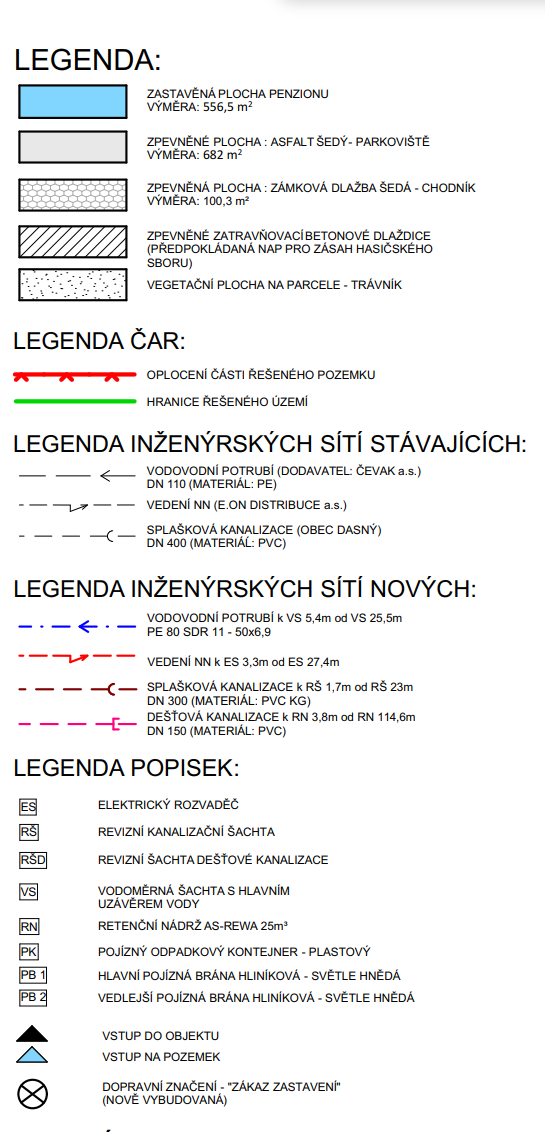 LEGENDA:
ZASTAVĚNÁ PLOCHA PENZIONU
VÝMĚRA: 556,5 m²
ZPEVNĚNÉ PLOCHA : ASFALT ŠEDÝ- PARKOVIŠTĚ
VÝMĚRA: 682 m²
ZPEVNĚNÁ PLOCHA : ZÁMKOVÁ DLAŽBA ŠEDÁ - CHODNÍK
VÝMĚRA: 100,3 m²
ZPEVNĚNÉ ZATRAVŇOVACÍ BETONOVÉ DLAŽDICE
(PŘEDPOKLÁDANÁ NAP PRO ZÁSAH HASIČSKÉHO
SBORU)
VEGETAČNÍ PLOCHA NA PARCELE - TRÁVNÍK
LEGENDA ČAR:
OPLOCENÍ ČÁSTI ŘEŠENÉHO POZEMKU
HRANICE ŘEŠENÉHO ÚZEMÍ
LEGENDA INŽENÝRSKÝCH SÍTÍ STÁVAJÍCÍCH:
VODOVODNÍ POTRUBÍ (DODAVATEL: ČEVAK a.s.)
DN 110 (MATERIÁL: PE)
VEDENÍ NN (E.ON DISTRIBUCE a.s.)
SPLAŠKOVÁ KANALIZACE (OBEC DASNÝ)
DN 400 (MATERIÁL: PVC)
LEGENDA INŽENÝRSKÝCH SÍTÍ NOVÝCH:
VODOVODNÍ POTRUBÍ k VS 5,4m od VS 25,5m
PE 80 SDR 11 - 50x6,9
VEDENÍ NN k ES 3,3m od ES 27,4m
SPLAŠKOVÁ KANALIZACE k RŠ 1,7m od RŠ 23m
DN 300 (MATERIÁL: PVC KG)
DEŠŤOVÁ KANALIZACE k RN 3,8m od RN 114,6m
DN 150 (MATERIÁL: PVC)
LEGENDA POPISEK:
ES ELEKTRICKÝ ROZVADĚČ
RŠ REVIZNÍ KANALIZAČNÍ ŠACHTA
RŠD REVIZNÍ ŠACHTA DEŠŤOVÉ KANALIZACE
VS VODOMĚRNÁ ŠACHTA S HLAVNÍM
UZÁVĚREM VODY
RN RETENČNÍ NÁDRŽ AS-REWA 25m³
PK POJÍZNÝ ODPADKOVÝ KONTEJNER - PLASTOVÝ
PB 1 HLAVNÍ POJÍZNÁ BRÁNA HLINÍKOVÁ - SVĚTLE HNĚDÁ
PB 2 VEDLEJŠÍ POJÍZNÁ BRÁNA HLINÍKOVÁ - SVĚTLE HNĚDÁ
VSTUP DO OBJEKTU
VSTUP NA POZEMEK
DOPRAVNÍ ZNAČENÍ - "ZÁKAZ ZASTAVENÍ"
(NOVĚ VYBUDOVANÁ)